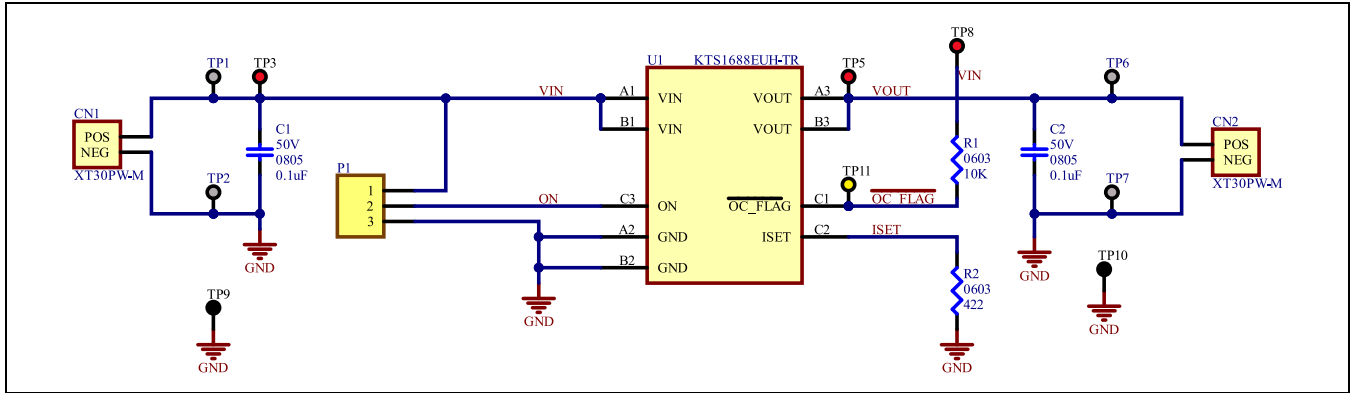 TP8
U1 KTS1688EUH-TR
TP1 TP3 TP5 VIN TP6
VIN A1 VIN VOUT A3 VOUT
CN1
POS
NEG
XT30PW-M
C1
50V
0805
0.1uF
B1 VIN VOUT B3
C2
50V
0805
0.1uF
CN2
POS
NEG
XT30PW-M
R1
0603
10K
TP2
P1
1
2
3
TP11
TP7
ON C3 ON OC_FLAG C1 OC_FLAG
A2 GND ISET C2 ISET
B2 GND
GND
GND
GND
TP10
R2
0603
422
TP9
GND
GND
GND